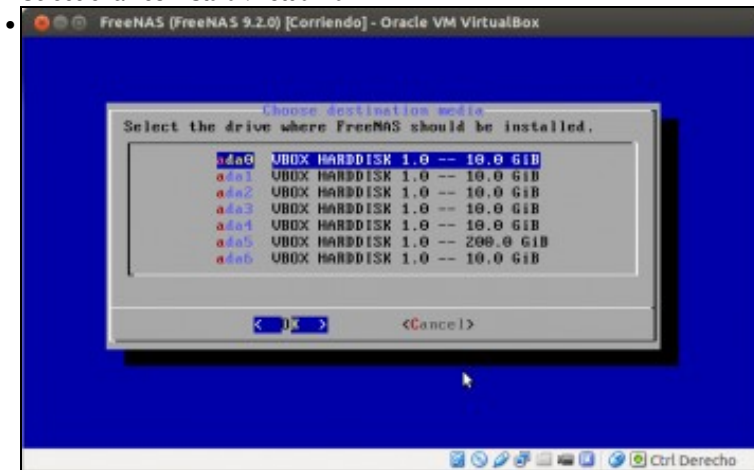 FreeNAS (FreeNAS 9.2.0) [Corriendo] - Oracle VM VirtualBox
Choose destination media
Select the drive where FreeNAS should be installed.
ada0 VBOX HARDDISK 1.0 -- 10.0 GiB
ada1 VBOX HARDDISK 1.0 -- 10.0 GiB
ada2 VBOX HARDDISK 1.0 -- 10.0 GiB
ada3 VBOX HARDDISK 1.0 -- 10.0 GiB
ada4 VBOX HARDDISK 1.0 -- 10.0 GiB
ada5 VBOX HARDDISK 1.0 -- 200.0 GiB
ada6 VBOX HARDDISK 1.0 -- 10.0 GiB
< OK > <Cancel>
Ctrl Derecho